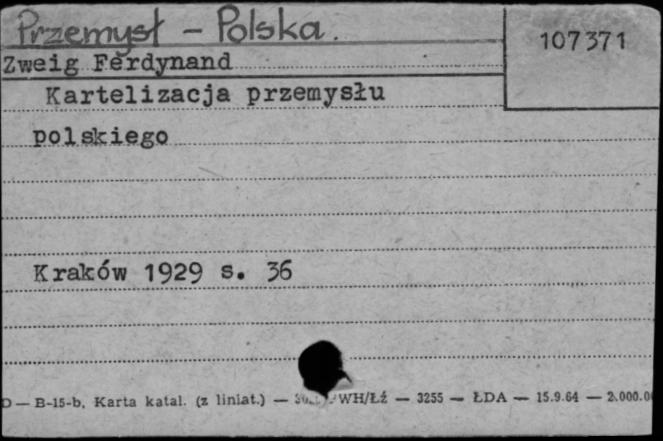 Przemysł - Polska.
107371
Zweig Ferdynand
Kartelizacja przemysłu
polskiego
Kraków 1929 s. 36
D — B-15-b, Karta katal. (z liniat.) — PWH/Łź — 3255 — ŁDA — 15.9.64 — 2.000.0